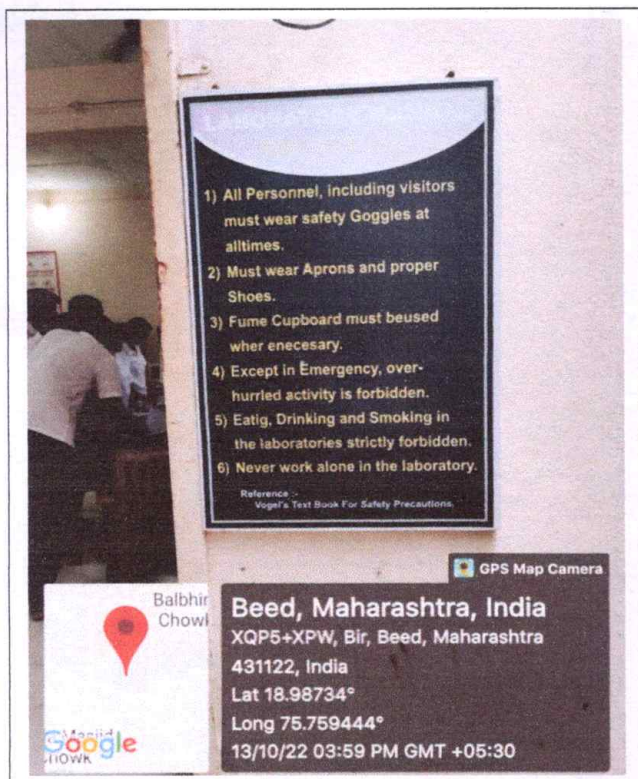 1) All Personnel, including visitors
must wear safety Goggles at
alltimes.
2) Must wear Aprons and proper
Shoes.
3) Fume Cupboard must beused
wher enecesary.
4) Except in Emergency, over-
hurrled activity is forbidden.
5) Eatig, Drinking and Smoking in
the laboratories strictly forbidden.
6) Never work alone in the laboratory.
Reference :-
Vogel's Text Book For Safety Precautions.
GPS Map Camera
Balbhir
Chowk
Google
Beed, Maharashtra, India
XQP5+XPW, Bir, Beed, Maharashtra
431122, India
Lat 18.98734°
Long 75.759444°
13/10/22 03:59 PM GMT +05:30